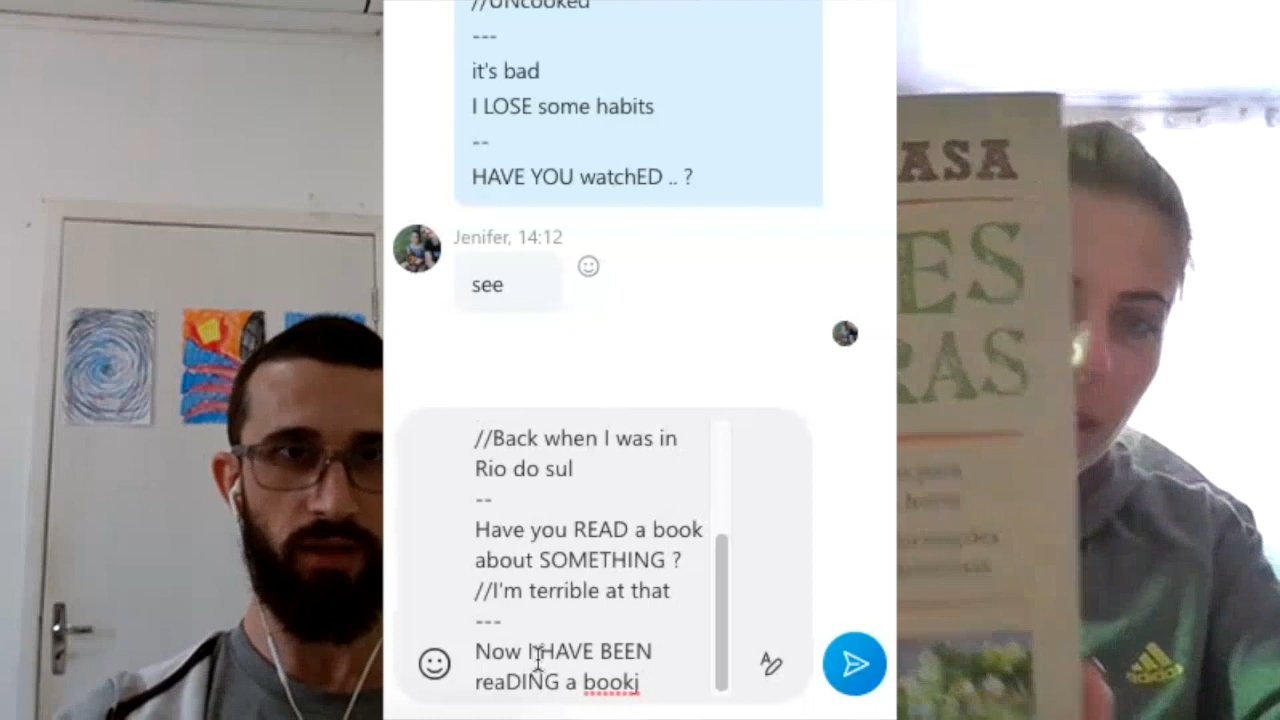 //UNcooked
---
it's bad
I LOSE some habits
--
HAVE YOU watchED .. ?
Jenifer, 14:12
see
//Back when I was in
Rio do sul
--
Have you READ a book
about SOMETHING ?
//I'm terrible at that
---
Now I HAVE BEEN
reaDING a bookj
ASA
ES
RAS
adidas